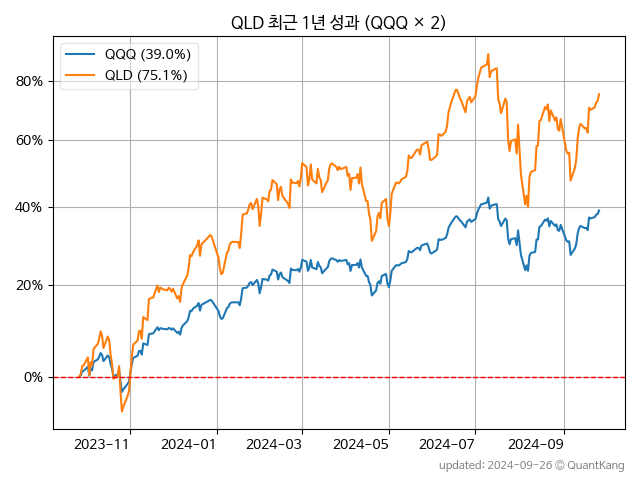 QLD 최근 1년 성과 (QQQ × 2)
QQQ (39.0%)
QLD (75.1%)
80%
60%
40%
20%
0%
2023−11
2024−01
2024−03
2024−05
2024−07
2024−09
updated: 2024-09-26 © QuantKang